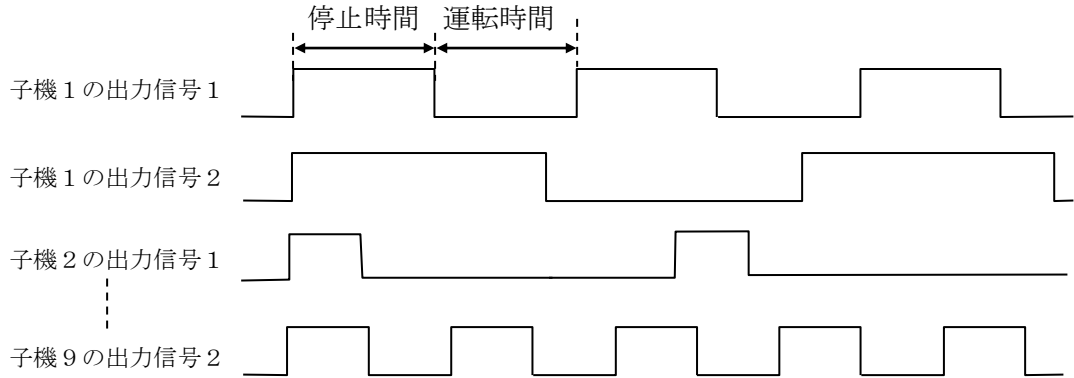 停止時間 運転時間
子機１の出力信号１
子機１の出力信号２
子機２の出力信号１
子機９の出力信号２